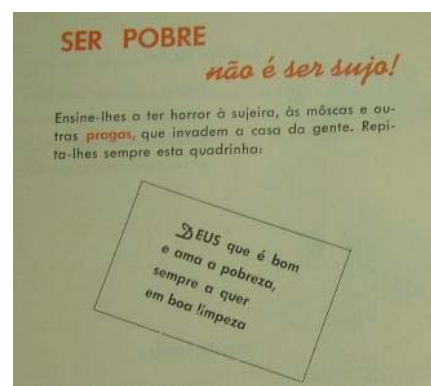 SER POBRE
não é ser sujo!
Ensine-lhes a ter horror à sujeira, às môscas e ou-
tras pragas, que invadem a casa da gente. Repi-
ta-lhes sempre esta quadrinha:
DEUS que é bom
e ama a pobreza,
sempre a quer
em boa limpeza